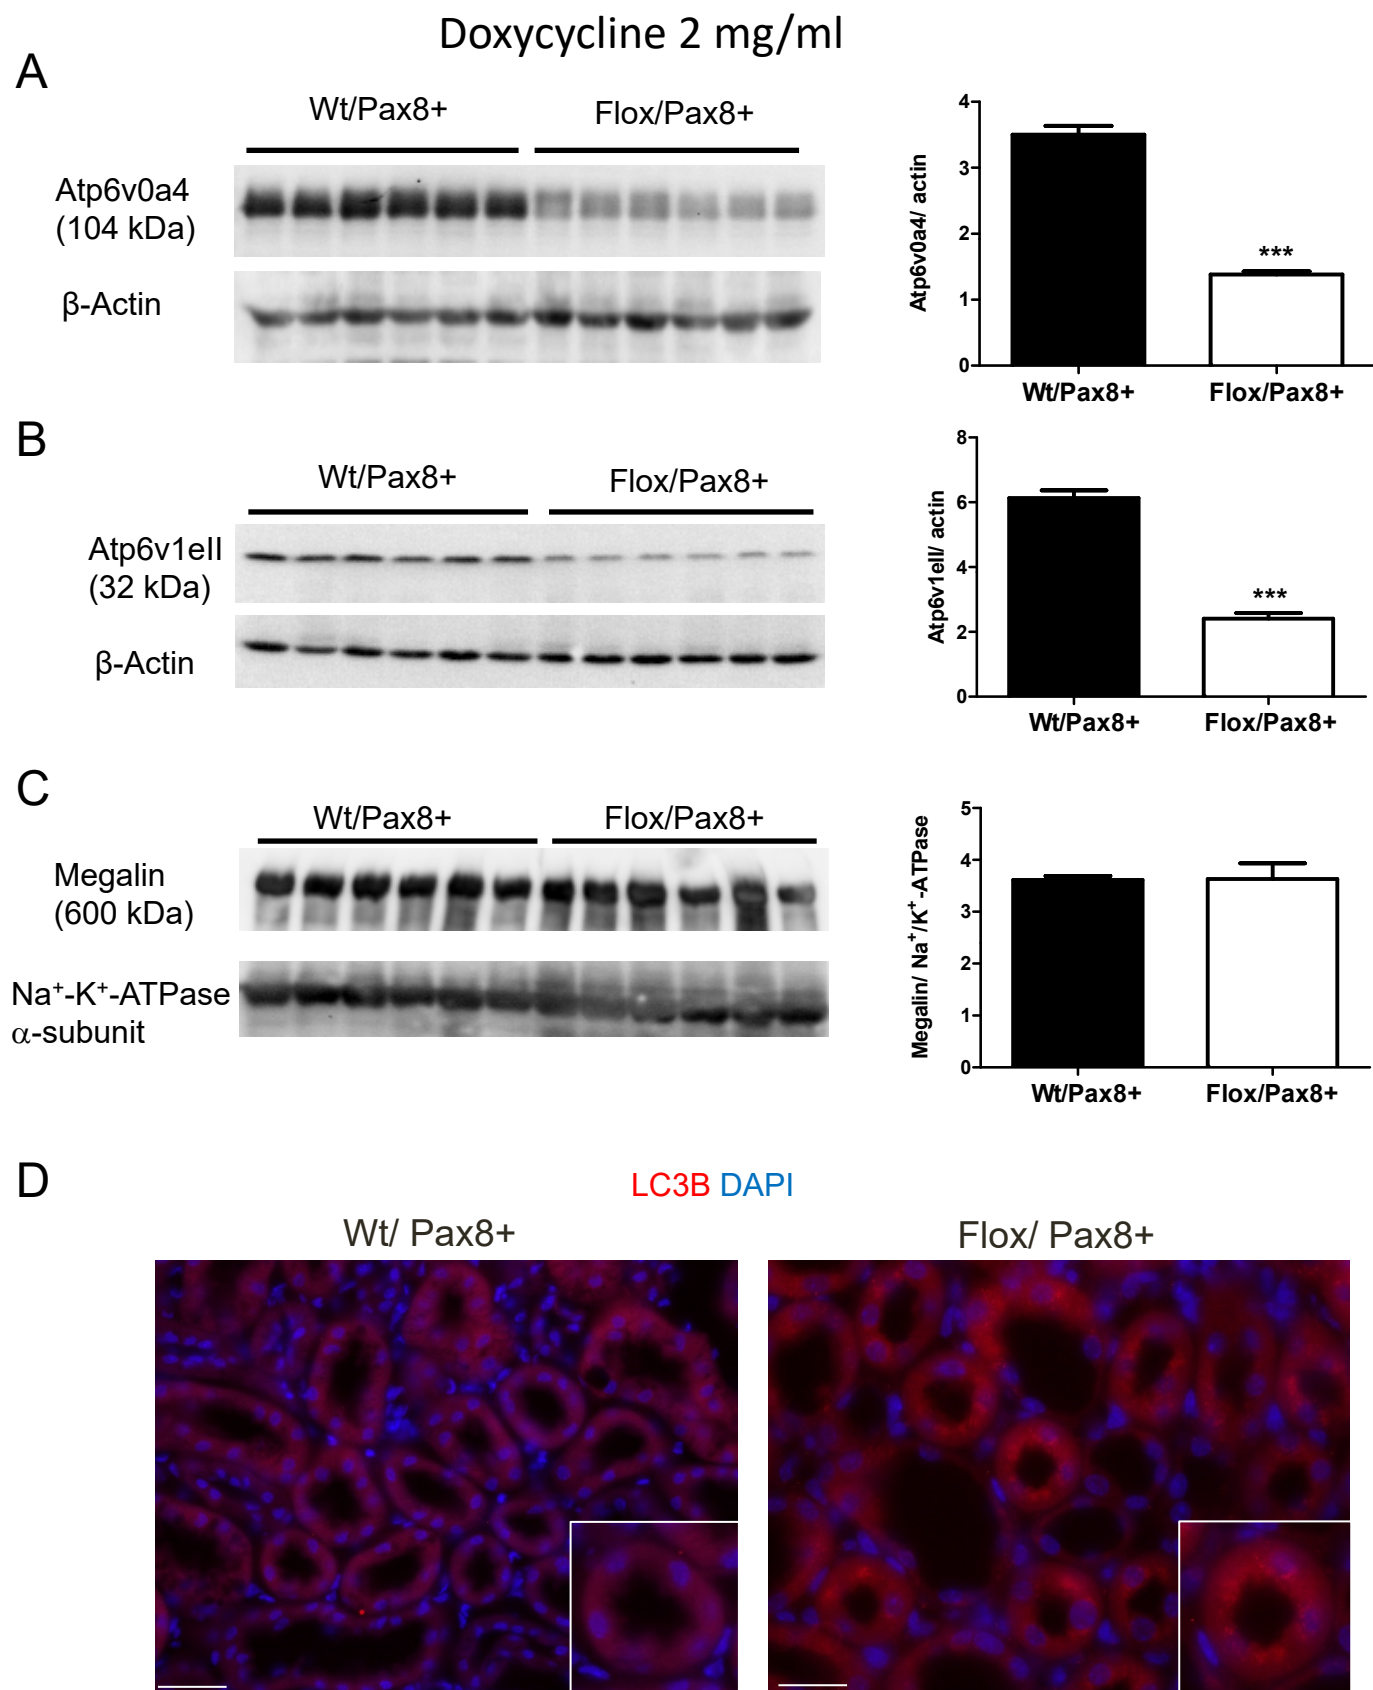 Doxycycline 2 mg/ml
A
Wt/Pax8+
Flox/Pax8+
Atp6v0a4
(104 kDa)
β-Actin
Atp6v0a4/ actin
4
3
2
1
0
***
Wt/Pax8+
Flox/Pax8+
B
Wt/Pax8+
Flox/Pax8+
Atp6v1eII
(32 kDa)
β-Actin
Atp6v1eII/ actin
8
6
4
2
0
***
Wt/Pax8+
Flox/Pax8+
C
Wt/Pax8+
Flox/Pax8+
Megalin
(600 kDa)
Na⁺-K⁺-ATPase
α-subunit
Megalin/ Na⁺/K⁺-ATPase
5
4
3
2
1
0
Wt/Pax8+
Flox/Pax8+
D
LC3B DAPI
Wt/ Pax8+
Flox/ Pax8+